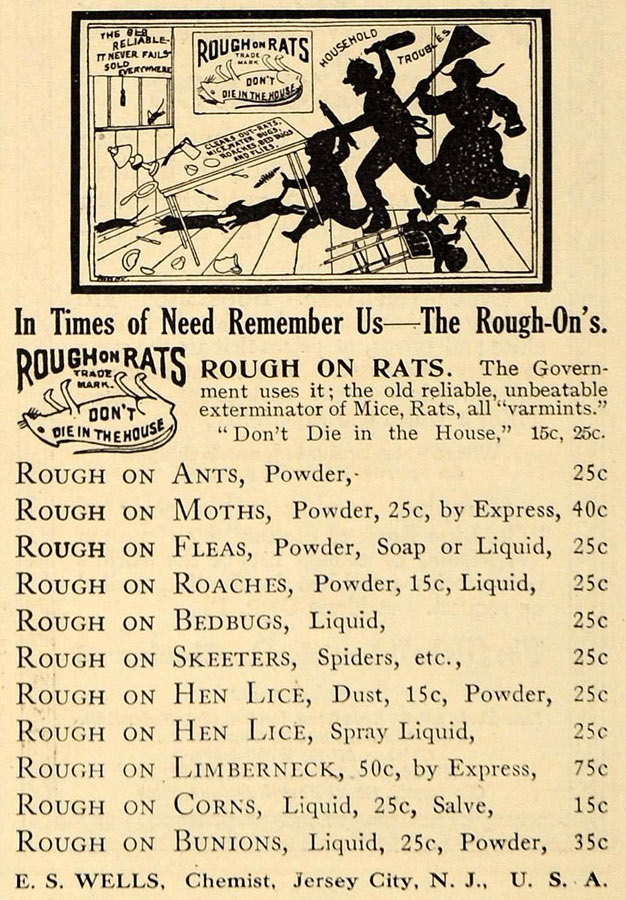 THE OLD
RELIABLE.
IT NEVER FAILS
SOLD
EVERYWHERE
ROUGH ON RATS
TRADE
MARK
DON'T
DIE IN THE HOUSE
HOUSEHOLD
TROUBLES
CLEARS OUT-RATS,
MICE, WATER BUGS,
ROACHES, BED BUGS
AND FLIES.
In Times of Need Remember Us—The Rough-On's.
ROUGH ON RATS
TRADE
MARK.
DON'T
DIE IN THE HOUSE
ROUGH ON RATS. The Govern-
ment uses it; the old reliable, unbeatable
exterminator of Mice, Rats, all "varmints."
"Don't Die in the House," 15c, 25c.
ROUGH ON ANTS, Powder,- 25c
ROUGH ON MOTHS, Powder, 25c, by Express, 40c
ROUGH ON FLEAS, Powder, Soap or Liquid, 25c
ROUGH ON ROACHES, Powder, 15c, Liquid, 25c
ROUGH ON BEDBUGS, Liquid, 25c
ROUGH ON SKEETERS, Spiders, etc., 25c
ROUGH ON HEN LICE, Dust, 15c, Powder, 25c
ROUGH ON HEN LICE, Spray Liquid, 25c
ROUGH ON LIMBERNECK, 50c, by Express, 75c
ROUGH ON CORNS, Liquid, 25c, Salve, 15c
ROUGH ON BUNIONS, Liquid, 25c, Powder, 35c
E. S. WELLS, Chemist, Jersey City, N. J., U. S. A.